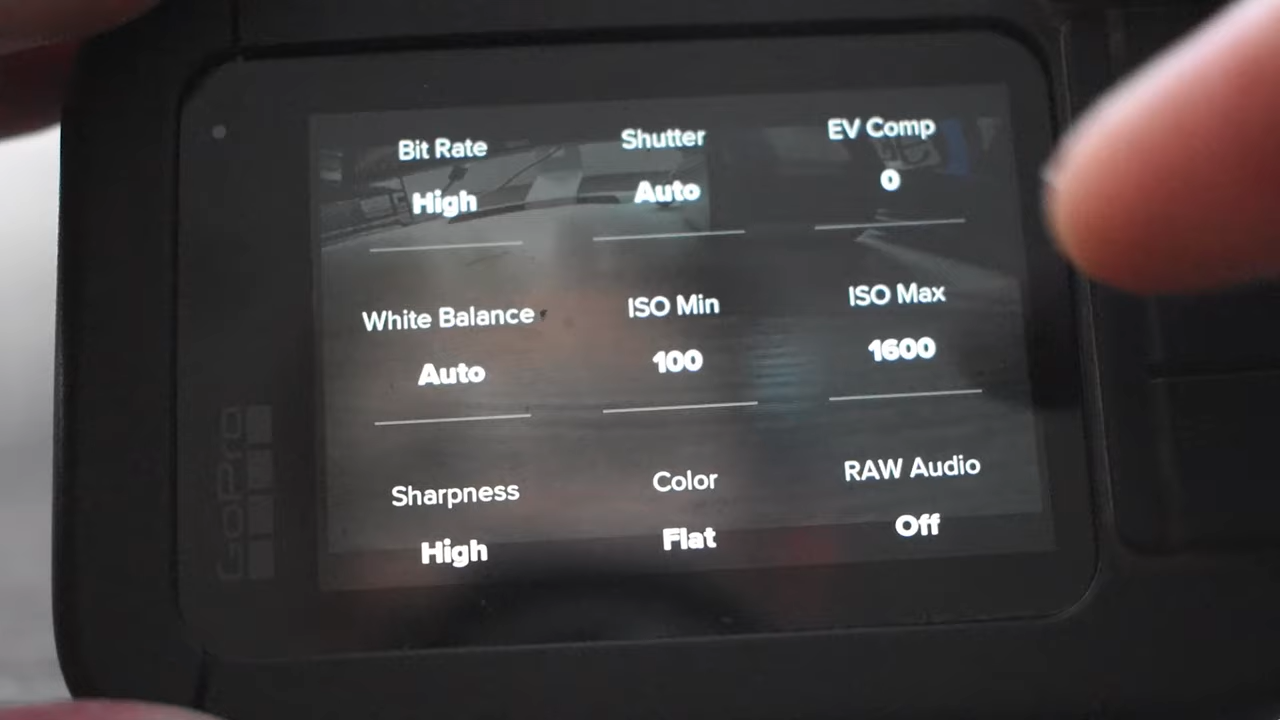 Bit Rate
Shutter
EV Comp
High
Auto
0
White Balance
ISO Min
ISO Max
Auto
100
1600
Sharpness
Color
RAW Audio
High
Flat
Off
GoPro